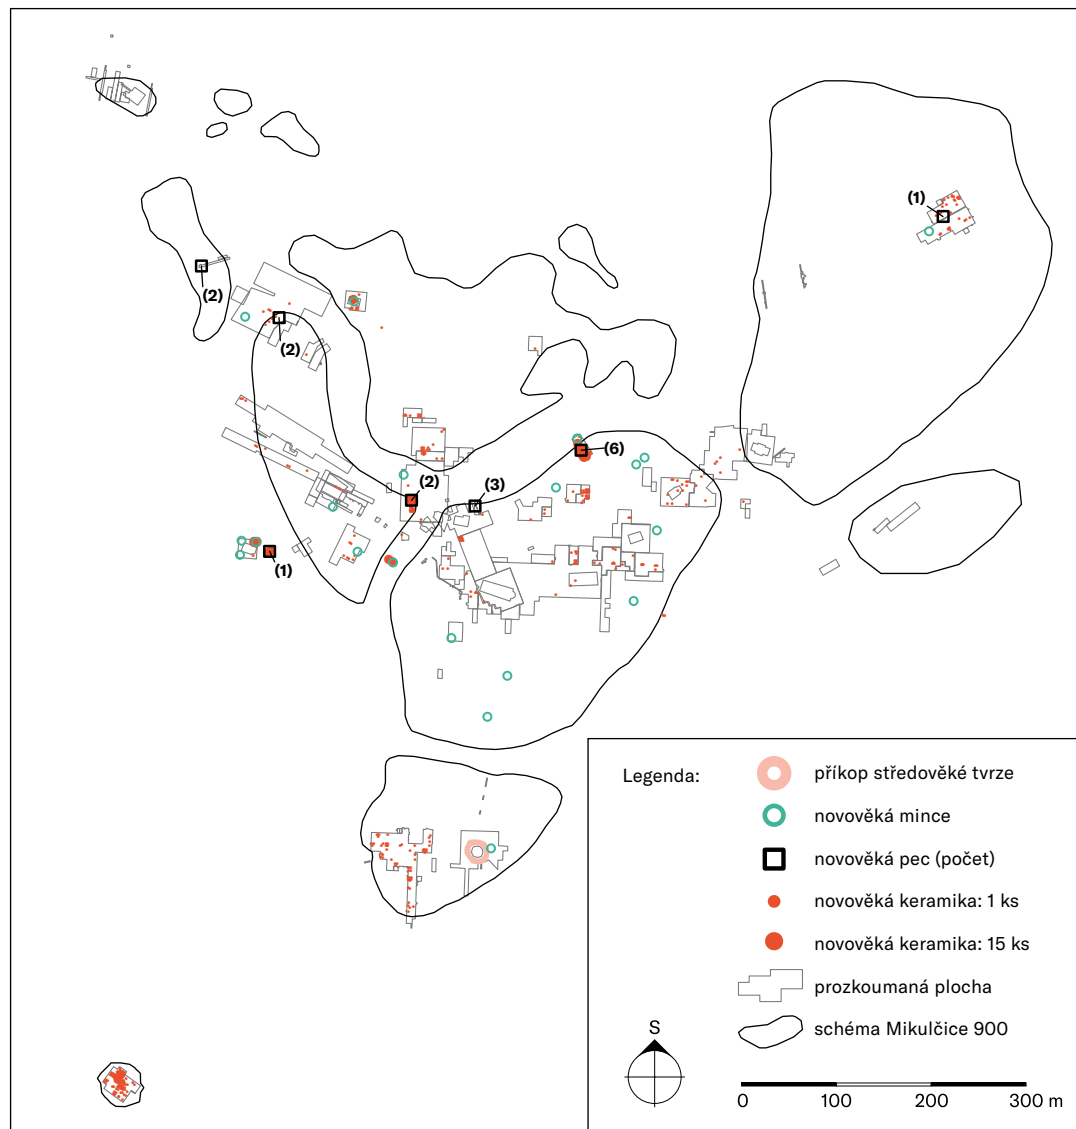 (1)
(2)
(2)
(6)
(2)
(3)
(1)
Legenda:
příkop středověké tvrze
novověká mince
novověká pec (počet)
novověká keramika: 1 ks
novověká keramika: 15 ks
prozkoumaná plocha
schéma Mikulčice 900
S
0 100 200 300 m